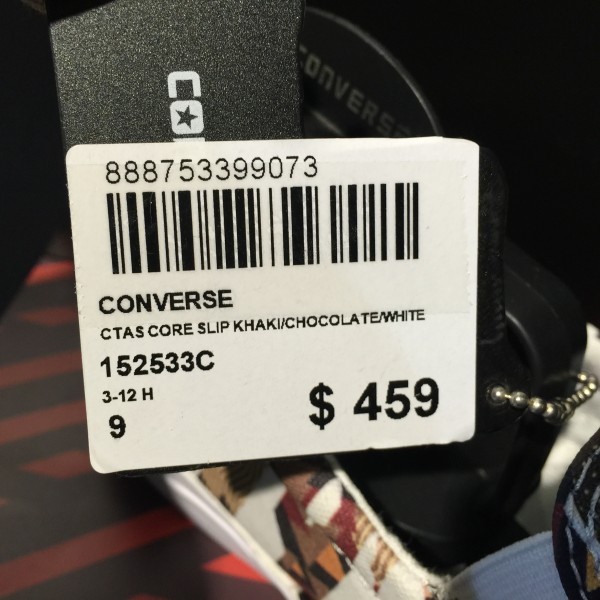 CONVERSE
888753399073
CONVERSE
CTAS CORE SLIP KHAKI/CHOCOLATE/WHITE
152533C
3-12 H
9
$ 459